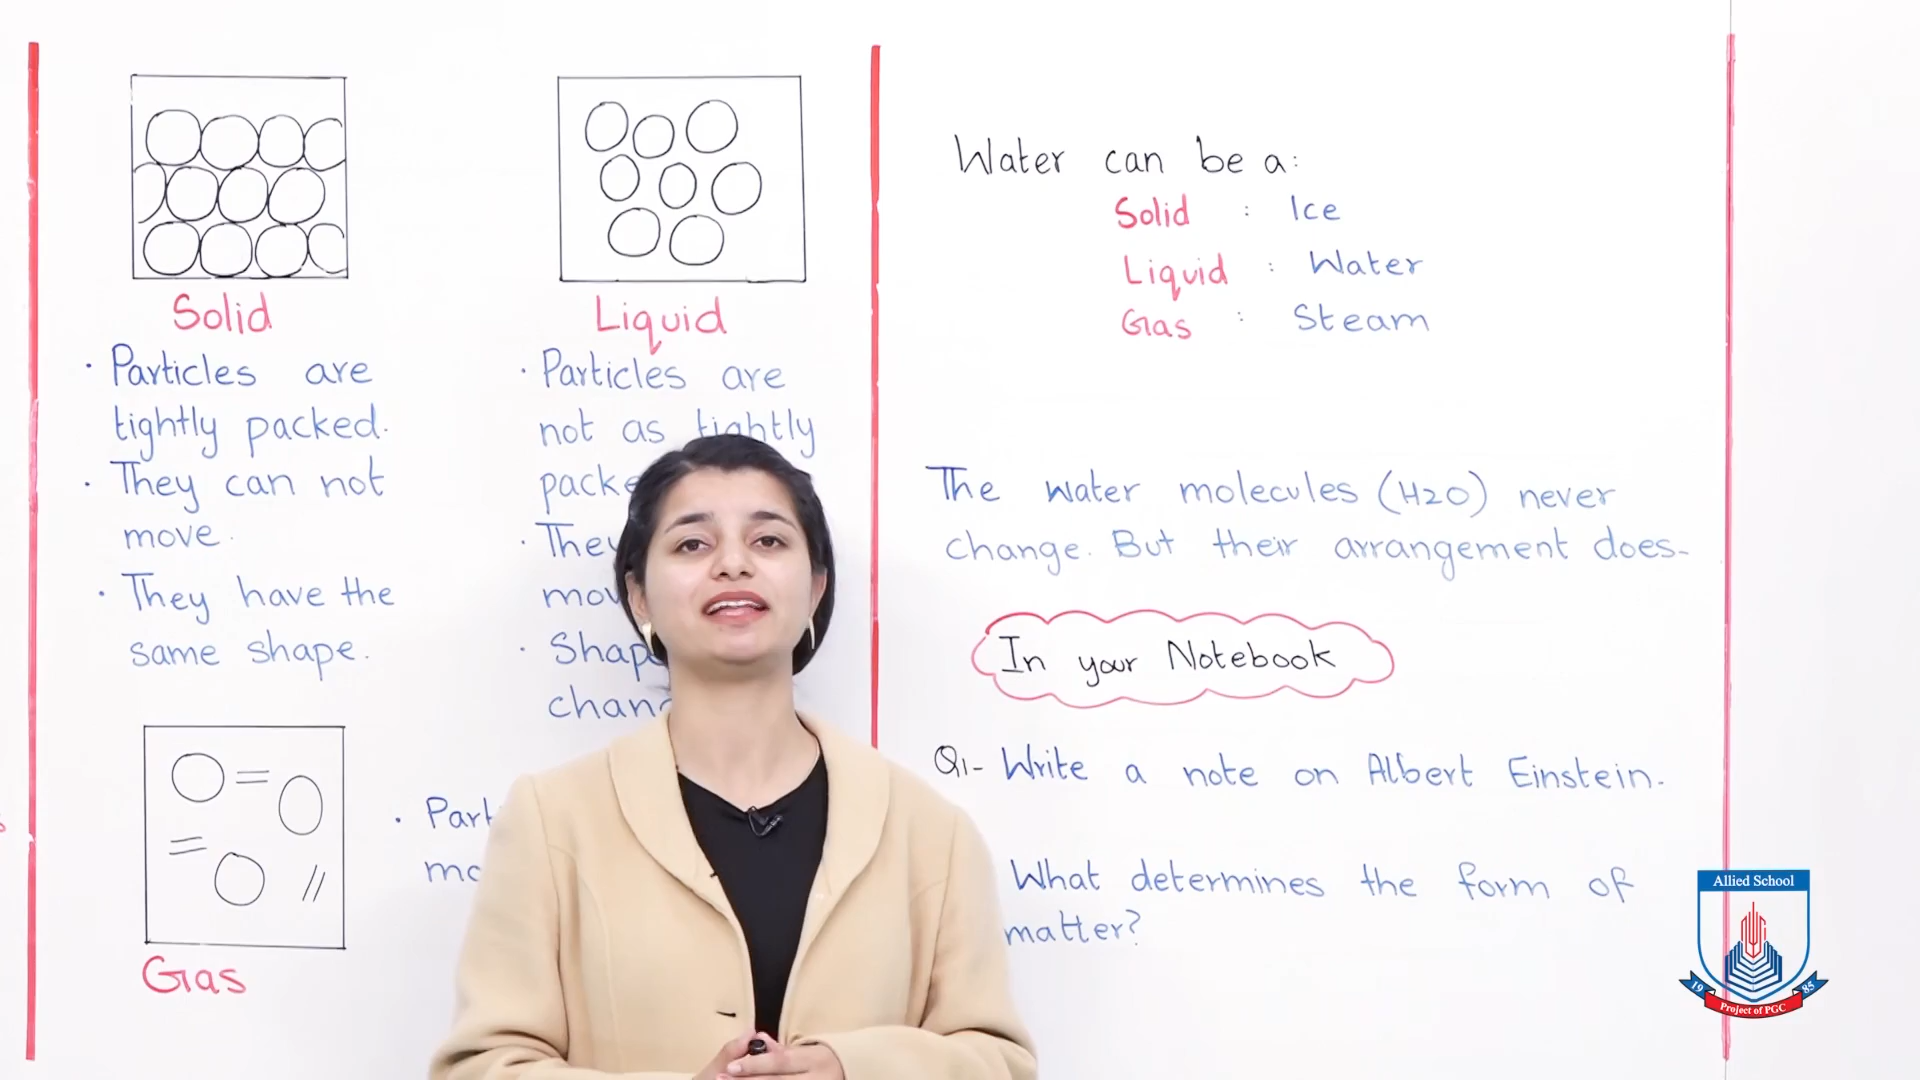 Solid
· Particles are
tightly packed.
· They can not
move.
· They have the
same shape.
Liquid
· Particles are
not as tightly
· They
· 
Gas
· 
Water can be a:
Solid : Ice
Liquid : Water
Gas : Steam
The water molecules (H2O) never
change. But their arrangement does-
In your Notebook
Q1- Write a note on Albert Einstein.
What determines the form of
matter?
Allied School
19 85
Project of PGC